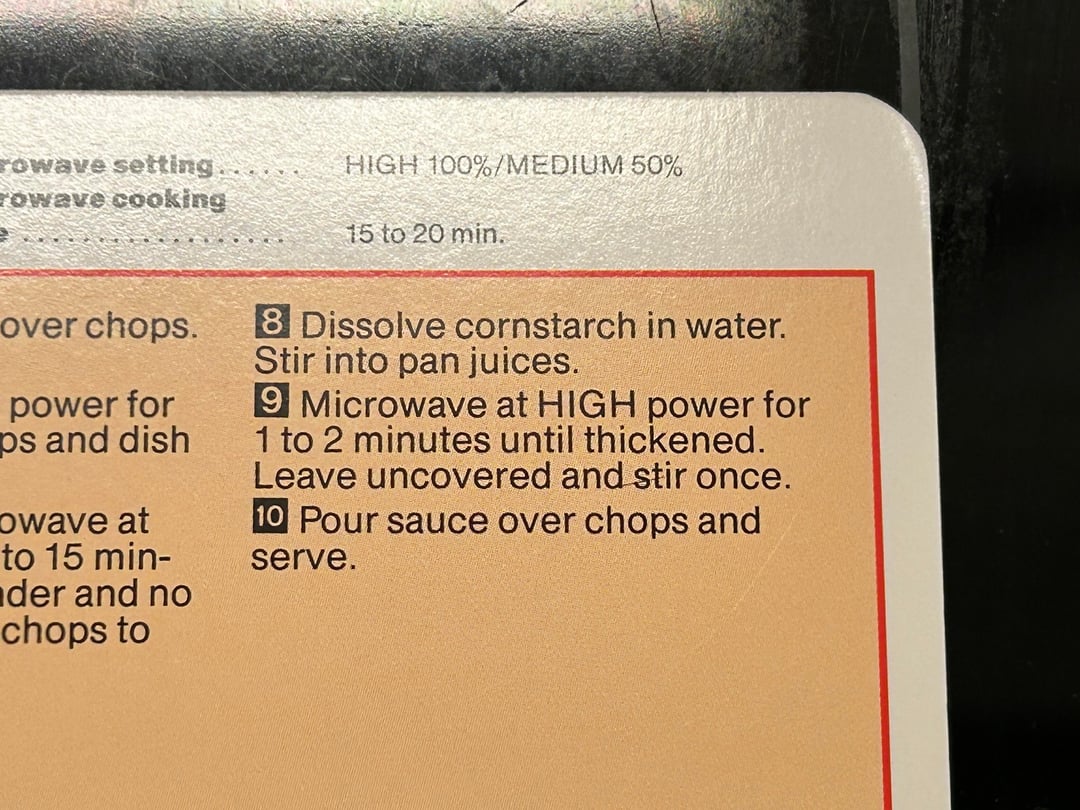 rowave setting...... HIGH 100%/MEDIUM 50%
rowave cooking
e ................... 15 to 20 min.
over chops.
power for
ps and dish
owave at
to 15 min-
der and no
chops to
8 Dissolve cornstarch in water.
Stir into pan juices.
9 Microwave at HIGH power for
1 to 2 minutes until thickened.
Leave uncovered and stir once.
10 Pour sauce over chops and
serve.